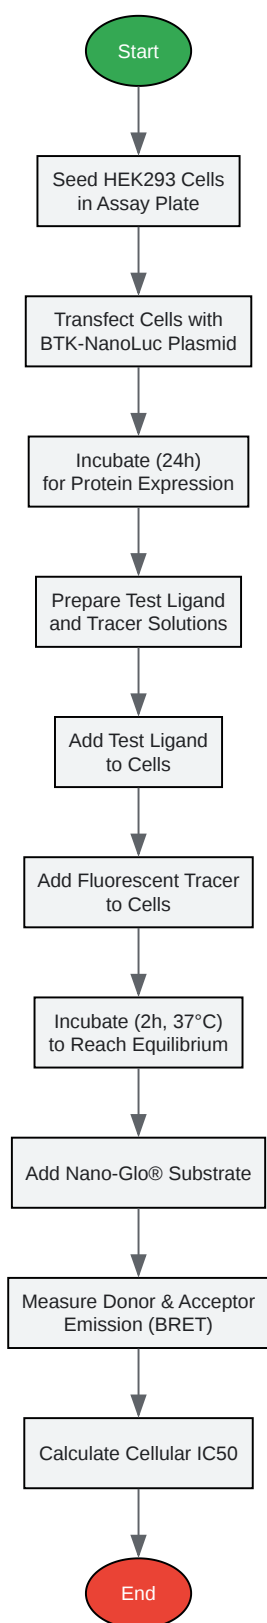 Start
Seed HEK293 Cells
in Assay Plate
Transfect Cells with
BTK-NanoLuc Plasmid
Incubate (24h)
for Protein Expression
Prepare Test Ligand
and Tracer Solutions
Add Test Ligand
to Cells
Add Fluorescent Tracer
to Cells
Incubate (2h, 37°C)
to Reach Equilibrium
Add Nano-Glo® Substrate
Measure Donor & Acceptor
Emission (BRET)
Calculate Cellular IC50
End